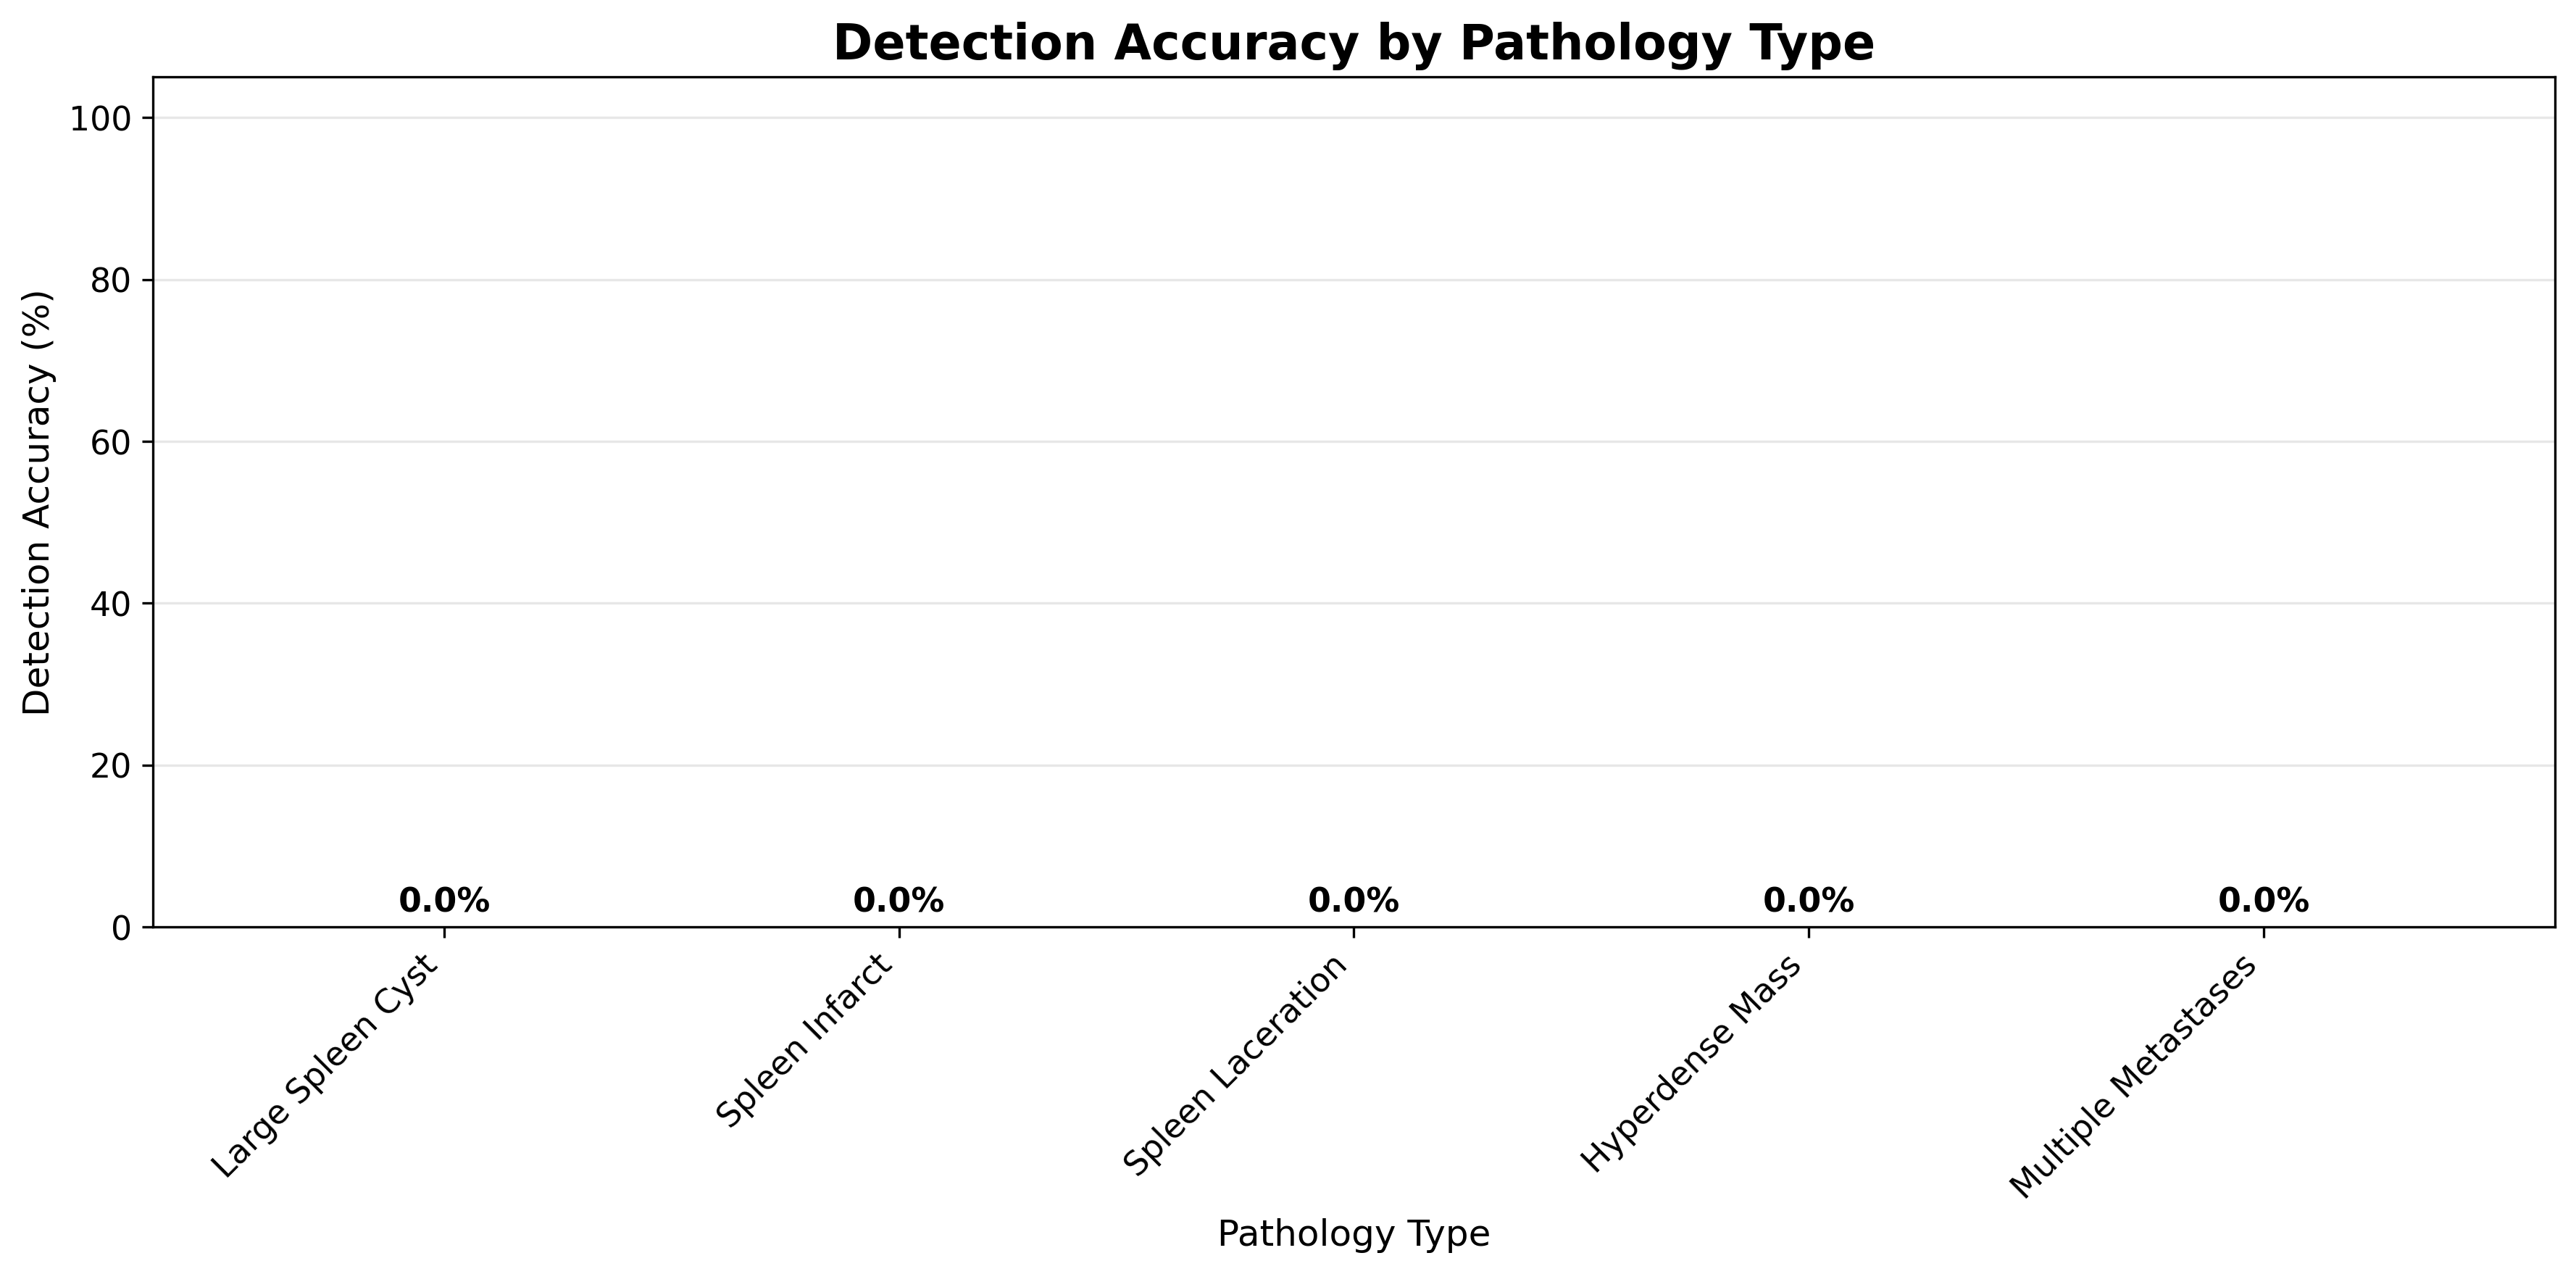 Detection Accuracy by Pathology Type
Detection Accuracy (%)
100
80
60
40
20
0
0.0%
0.0%
0.0%
0.0%
0.0%
Large Spleen Cyst
Spleen Infarct
Spleen Laceration
Hyperdense Mass
Multiple Metastases
Pathology Type